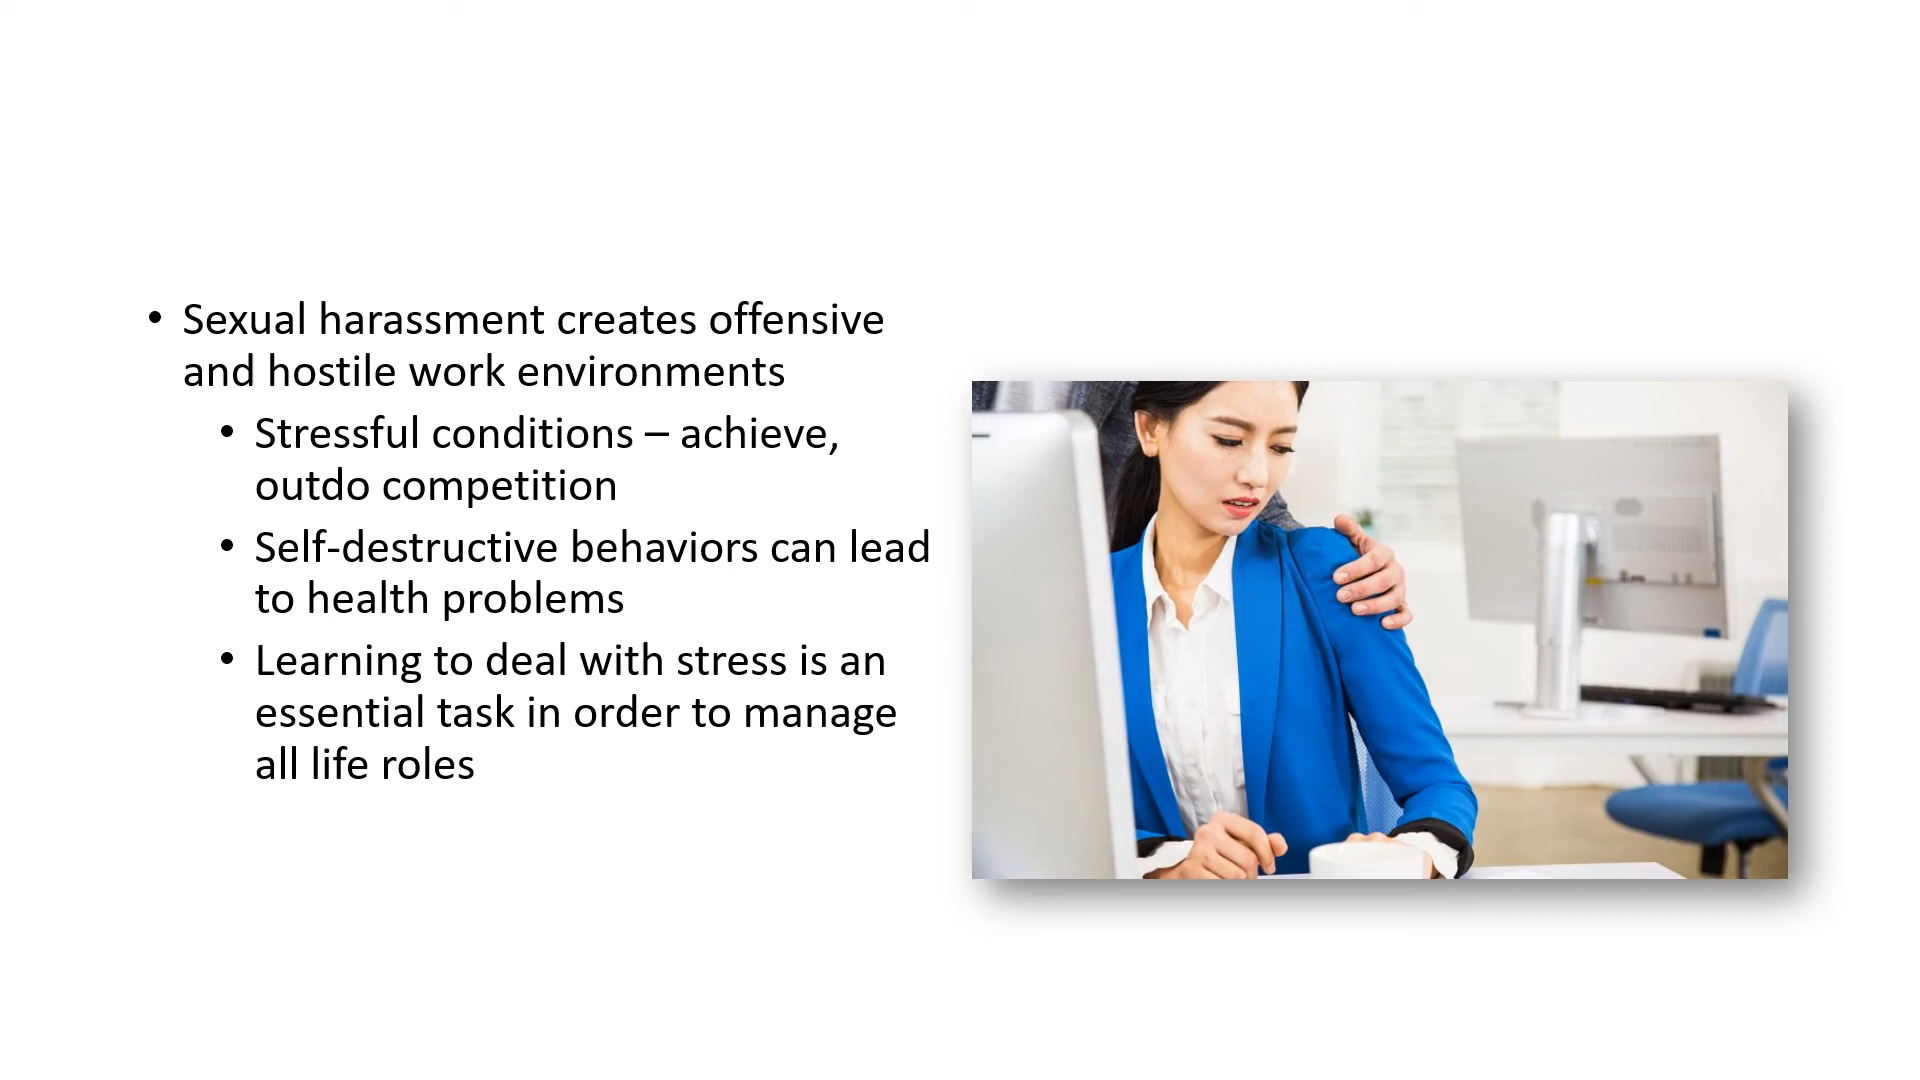 • Sexual harassment creates offensive
and hostile work environments
• Stressful conditions – achieve,
outdo competition
• Self-destructive behaviors can lead
to health problems
• Learning to deal with stress is an
essential task in order to manage
all life roles